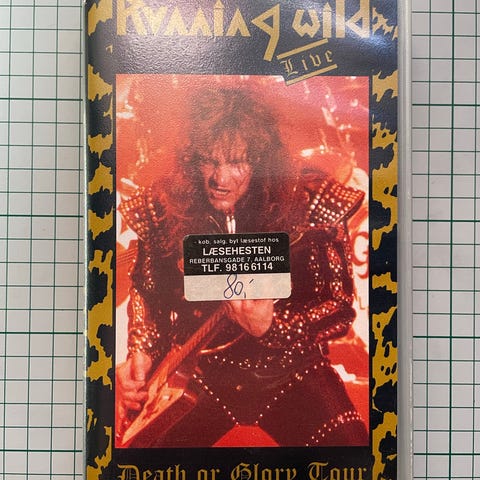 Running Wild
Live
køb, salg, byt læsestof hos
LÆSEHESTEN
REBERBANSGADE 7, AALBORG
TLF. 98 16 61 14
80,-
Death or Glory Tour